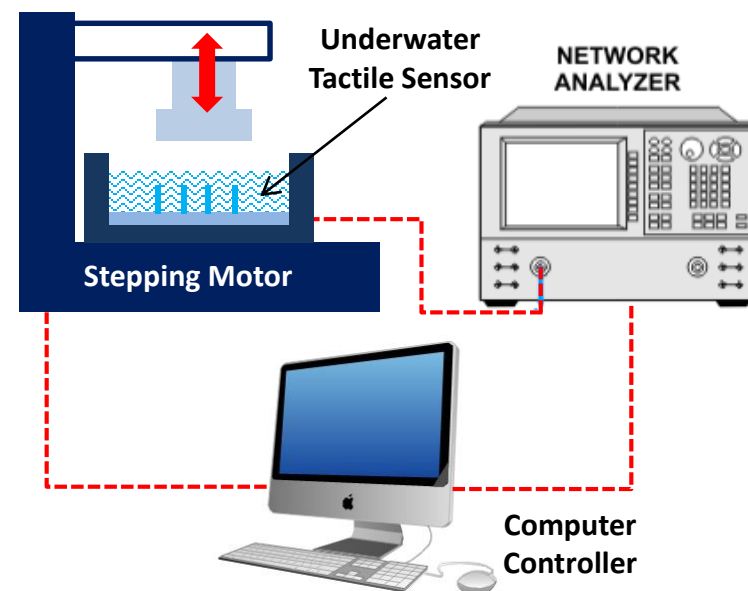 Underwater
Tactile Sensor
NETWORK
ANALYZER
Stepping Motor
Computer
Controller